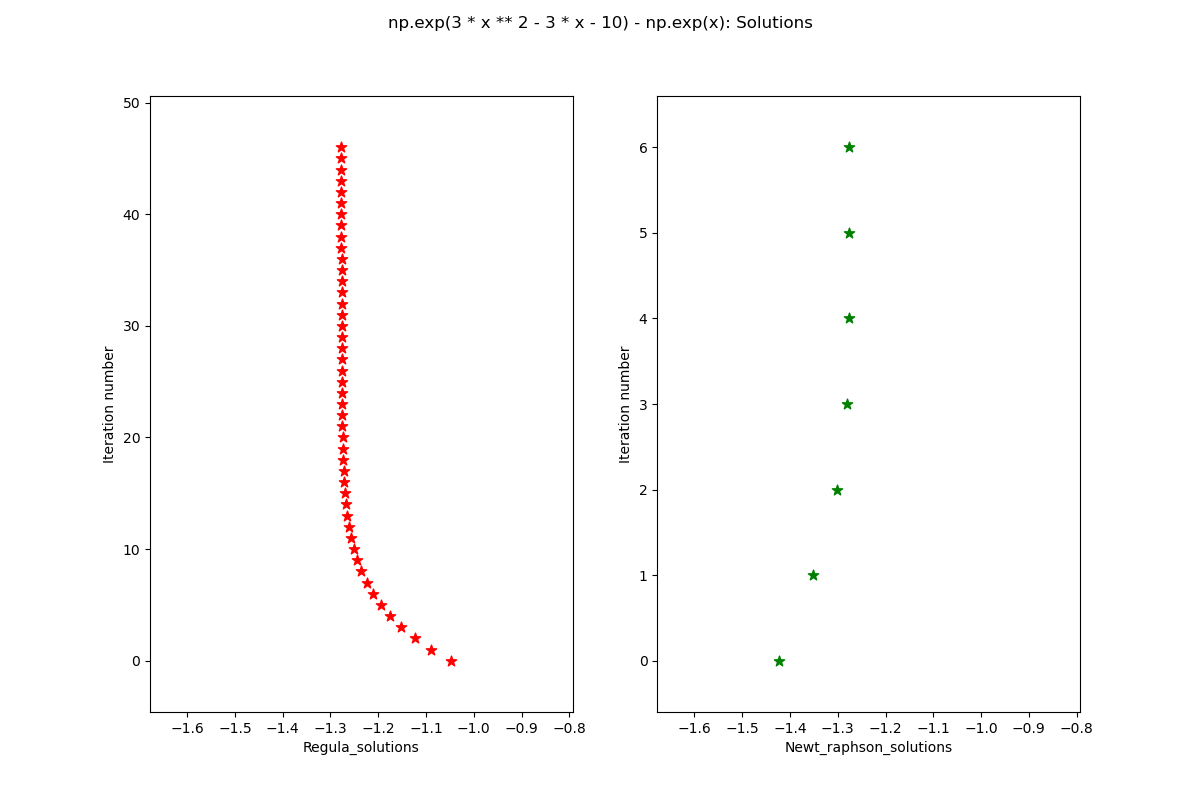 np.exp(3 * x ** 2 - 3 * x - 10) - np.exp(x): Solutions
50
40
30
20
10
0
Iteration number
−1.6 −1.5 −1.4 −1.3 −1.2 −1.1 −1.0 −0.9 −0.8
Regula_solutions
6
5
4
3
2
1
0
Iteration number
−1.6 −1.5 −1.4 −1.3 −1.2 −1.1 −1.0 −0.9 −0.8
Newt_raphson_solutions